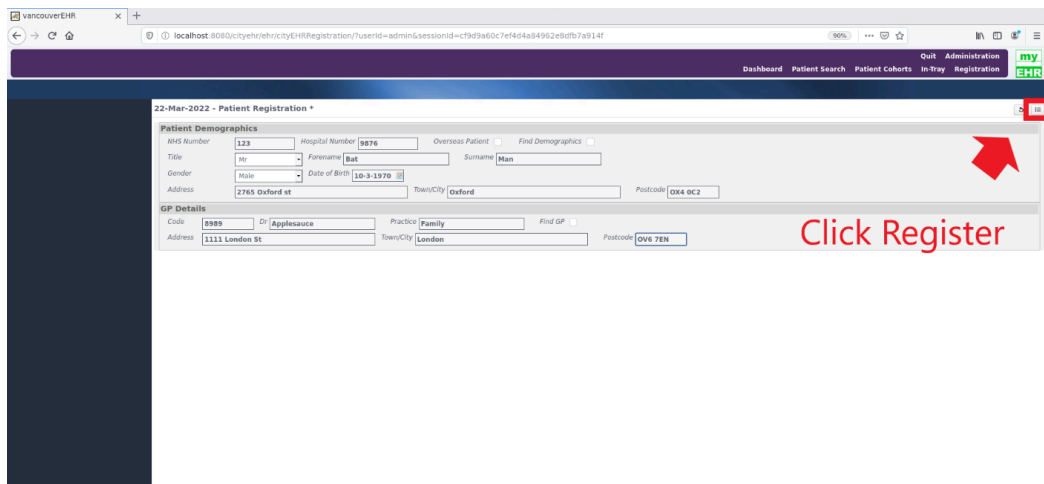 vancouverEHR
localhost:8080/cityehr/ehr/cityEHRRegistration/?userId=admin&sessionid=cf9d9a60c7ef4d4a84962e8dfb7a914f
90%
Quit Administration
Dashboard Patient Search Patient Cohorts In-Tray Registration
my
EHR
22-Mar-2022 - Patient Registration *
Patient Demographics
NHS Number 123 Hospital Number 9876 Overseas Patient Find Demographics
Title Mr Forename Bat Surname Man
Gender Male Date of Birth 10-3-1970
Address 2765 Oxford st Town/City Oxford Postcode OX4 0C2
GP Details
Code 8989 Dr Applesauce Practice Family Find GP
Address 1111 London St Town/City London Postcode OV6 7EN
Click Register